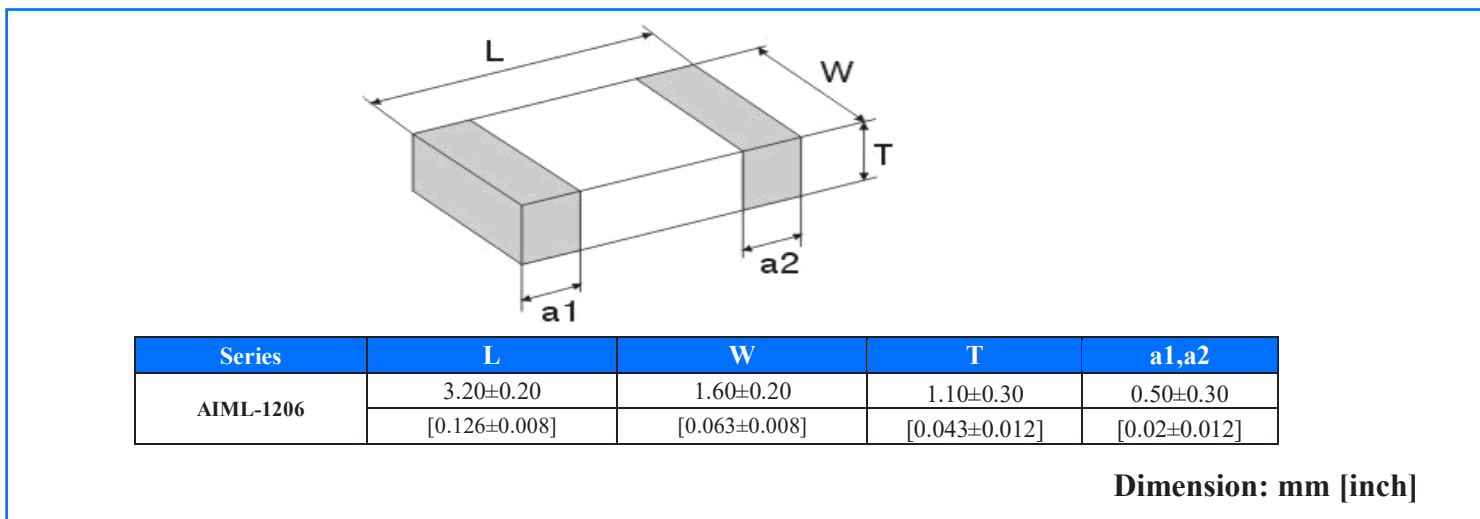 L
W
T
a2
a1
Series L W T a1,a2
AIML-1206 3.20±0.20 1.60±0.20 1.10±0.30 0.50±0.30
[0.126±0.008] [0.063±0.008] [0.043±0.012] [0.02±0.012]
Dimension: mm [inch]